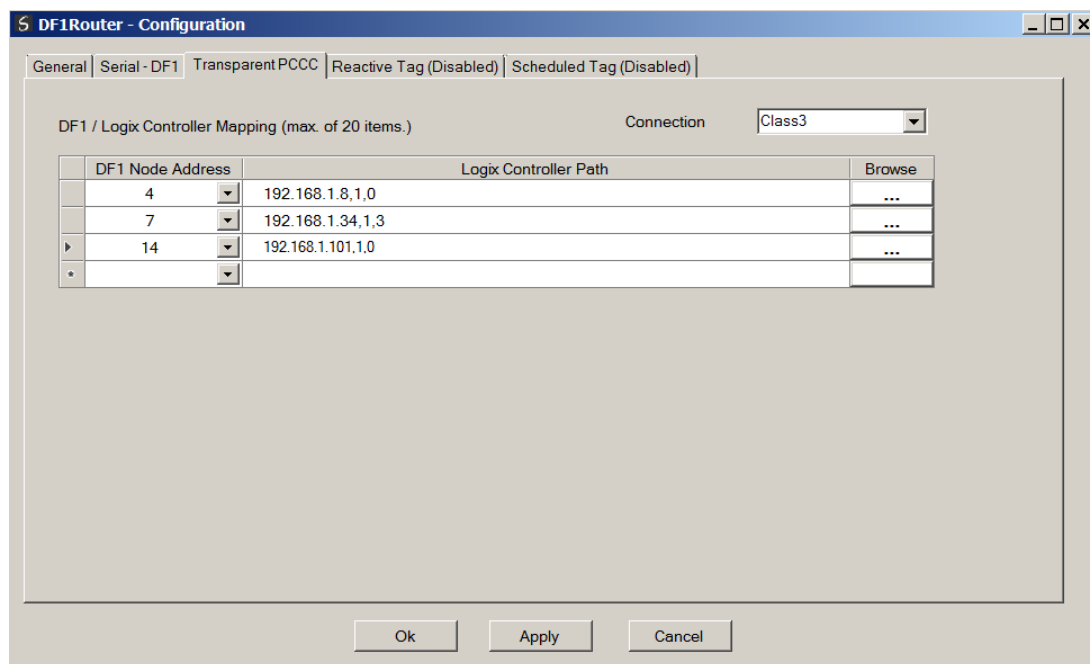 DF1Router - Configuration
General Serial - DF1 Transparent PCCC Reactive Tag (Disabled) Scheduled Tag (Disabled)
DF1 / Logix Controller Mapping (max. of 20 items.) Connection Class3
DF1 Node Address Logix Controller Path Browse
4 192.168.1.8,1,0 ...
7 192.168.1.34,1,3 ...
14 192.168.1.101,1,0 ...
*
Ok Apply Cancel